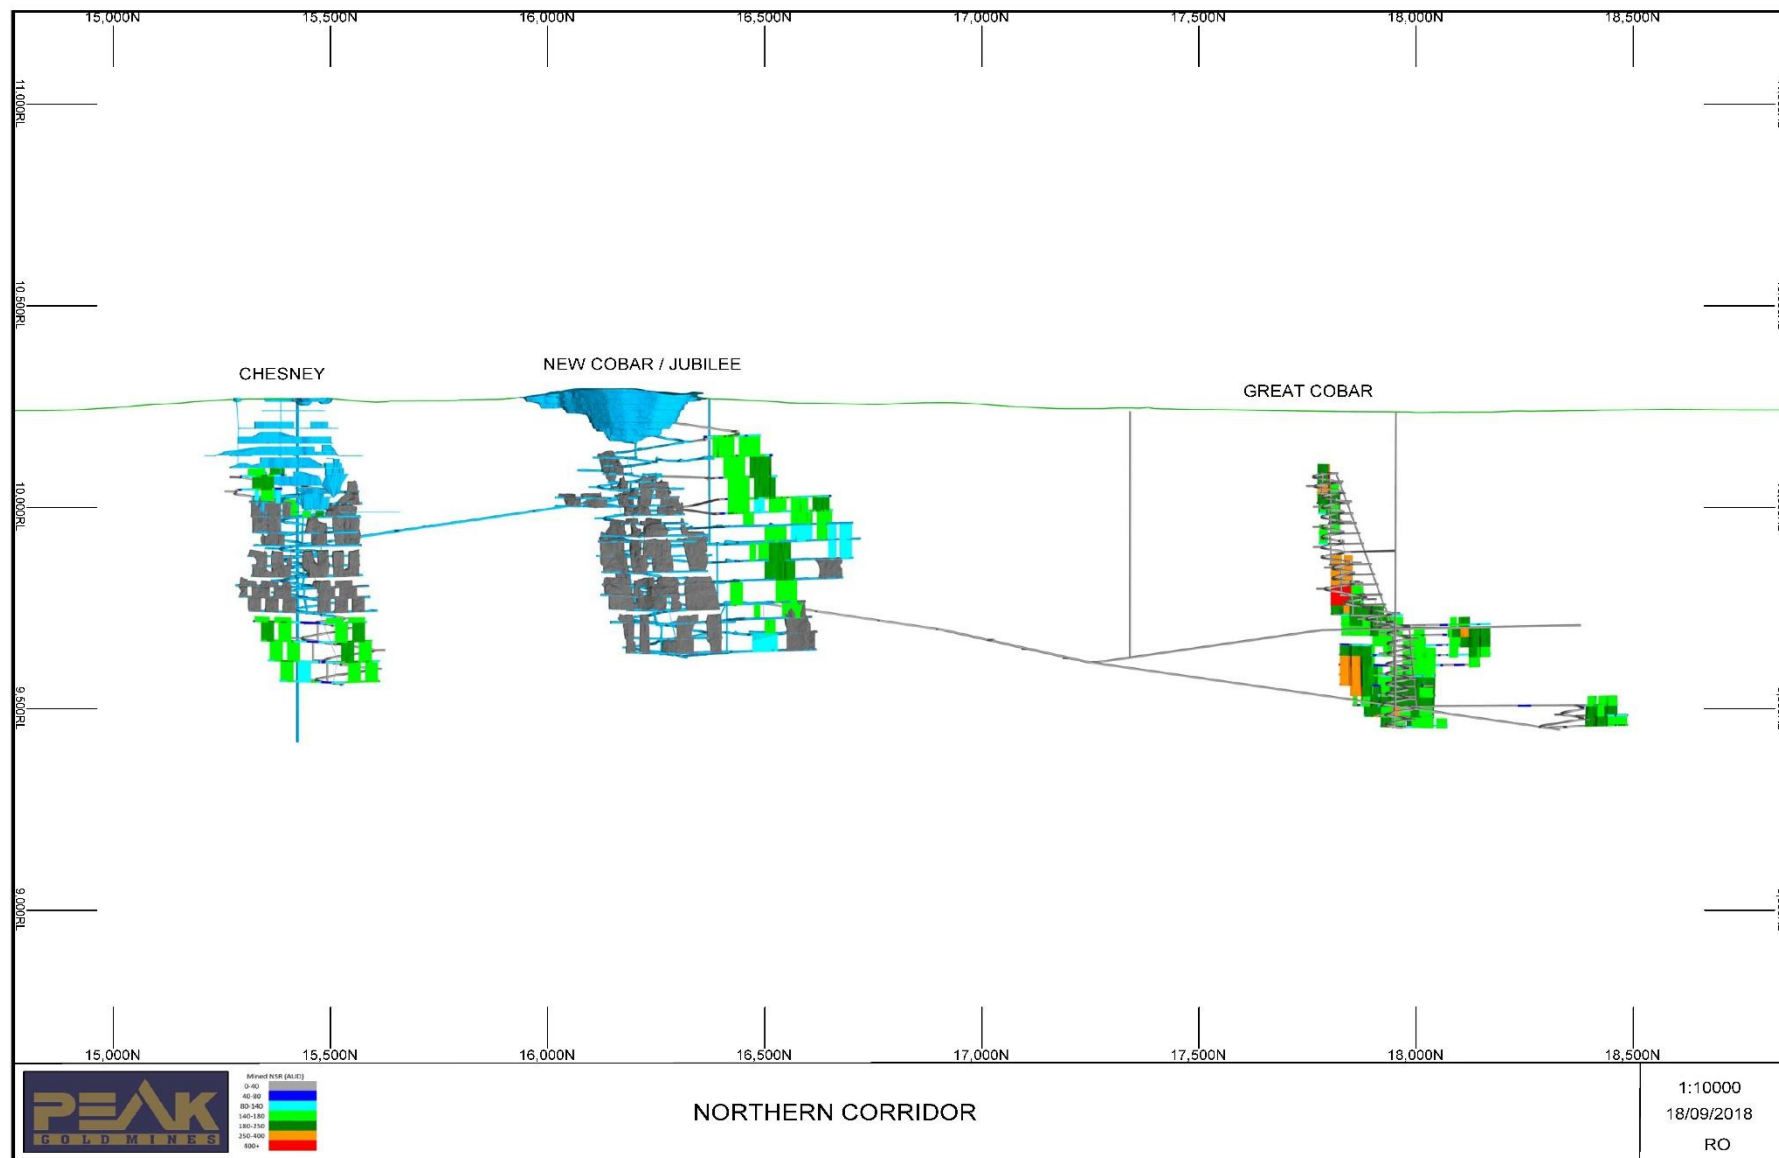 15,000N 15,500N 16,000N 16,500N 17,000N 17,500N 18,000N 18,500N
11,000RL
10,500RL
CHESNEY
NEW COBAR / JUBILEE
GREAT COBAR
10,000RL
9,500RL
9,000RL
15,000N 15,500N 16,000N 16,500N 17,000N 17,500N 18,000N 18,500N
PEAK
GOLD MINES
Mined NSR (AUD)
0-40
40-80
80-140
140-180
180-250
250-400
400+
NORTHERN CORRIDOR
1:10000
18/09/2018
RO